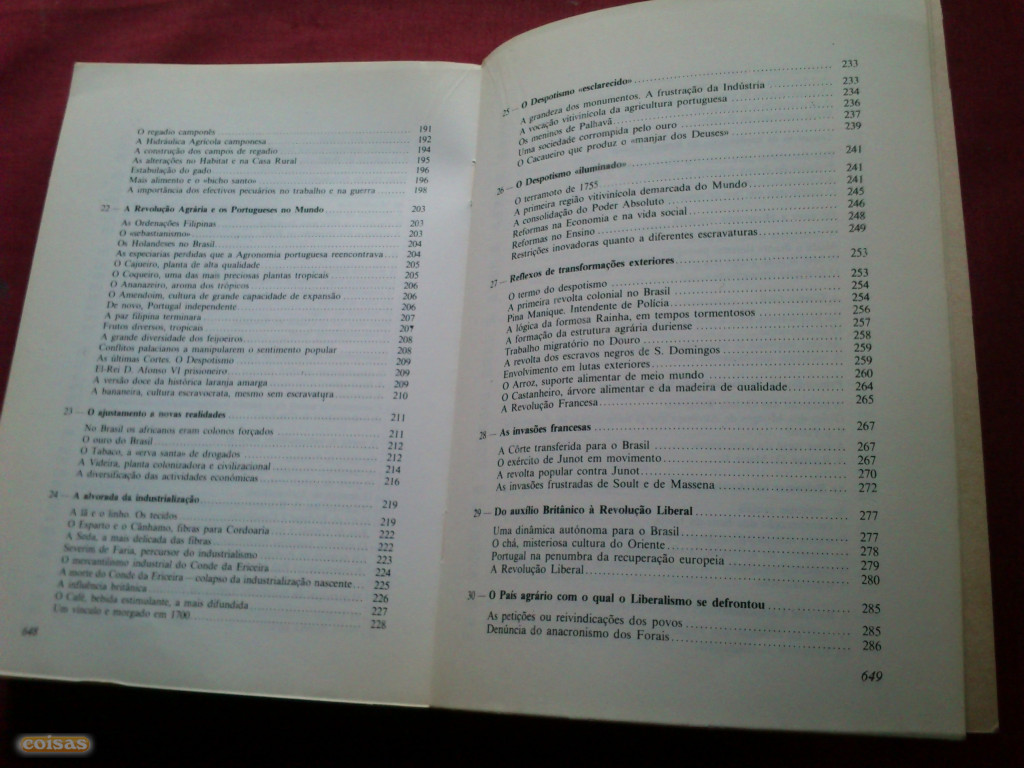 O regadio camponês ... 191
A Hidráulica Agrícola camponesa ... 192
A construção dos campos de regadio ... 194
As alterações no Habitat e na Casa Rural ... 195
Estabulação do gado ... 196
Mais alimento e o «bicho santo» ... 196
A importância dos efectivos pecuários no trabalho e na guerra ... 198
22 — A Revolução Agrária e os Portugueses no Mundo ... 203
As Ordenações Filipinas ... 203
O «sebastianismo» ... 203
Os Holandeses no Brasil ... 204
As especiarias perdidas que a Agronomia portuguesa reencontrava ... 204
O Cajueiro, planta de alta qualidade ... 205
O Coqueiro, uma das mais preciosas plantas tropicais ... 205
O Ananazeiro, aroma dos trópicos ... 206
O Amendoim, cultura de grande capacidade de expansão ... 206
De novo, Portugal independente ... 206
A paz filipina terminara ... 207
Frutos diversos, tropicais ... 207
A grande diversidade dos feijoeiros ... 208
Conflitos palacianos a manipularem o sentimento popular ... 208
As últimas Cortes. O Despotismo ... 209
El-Rei D. Afonso VI prisioneiro ... 209
A versão doce da histórica laranja amarga ... 209
A bananeira, cultura escravocrata, mesmo sem escravatura ... 210
23 — O ajustamento a novas realidades ... 211
No Brasil os africanos eram colonos forçados ... 211
O ouro do Brasil ... 212
O Tabaco, a «erva santa» de drogados ... 212
A Videira, planta colonizadora e civilizacional ... 214
A diversificação das actividades económicas ... 216
24 — A alvorada da industrialização ... 219
A lã e o linho. Os tecidos ... 219
O Esparto e o Cânhamo, fibras para Cordoaria ... 222
A Seda, a mais delicada das fibras ... 222
Severim de Faria, percursor do industrialismo ... 223
O mercantilismo industrial do Conde da Ericeira ... 224
A morte do Conde da Ericeira — colapso da industrialização nascente ... 225
A influência britânica ... 226
O Café, bebida estimulante, a mais difundida ... 227
Um vínculo e morgado em 1700 ... 228
648
25 — O Despotismo «esclarecido» ... 233
A grandeza dos monumentos. A frustração da Indústria ... 233
A vocação vitivinícola da agricultura portuguesa ... 234
Os meninos de Palhavã ... 236
Uma sociedade corrompida pelo ouro ... 237
O Cacaueiro que produz o «manjar dos Deuses» ... 239
26 — O Despotismo «iluminado» ... 241
O terramoto de 1755 ... 241
A primeira região vitivinícola demarcada do Mundo ... 245
A consolidação do Poder Absoluto ... 246
Reformas na Economia e na vida social ... 248
Reformas no Ensino ... 249
Restrições inovadoras quanto a diferentes escravaturas
27 — Reflexos de transformações exteriores ... 253
O termo do despotismo ... 253
A primeira revolta colonial no Brasil ... 254
Pina Manique. Intendente de Polícia ... 254
A lógica da formosa Rainha, em tempos tormentosos ... 256
A formação da estrutura agrária duriense ... 257
Trabalho migratório no Douro ... 258
A revolta dos escravos negros de S. Domingos ... 259
Envolvimento em lutas exteriores ... 259
O Arroz, suporte alimentar de meio mundo ... 260
O Castanheiro, árvore alimentar e da madeira de qualidade ... 264
A Revolução Francesa ... 265
28 — As invasões francesas ... 267
A Côrte transferida para o Brasil ... 267
O exército de Junot em movimento ... 267
A revolta popular contra Junot ... 270
As invasões frustradas de Soult e de Massena ... 272
29 — Do auxílio Britânico à Revolução Liberal ... 277
Uma dinâmica autónoma para o Brasil ... 277
O chá, misteriosa cultura do Oriente ... 278
Portugal na penumbra da recuperação europeia ... 279
A Revolução Liberal ... 280
30 — O País agrário com o qual o Liberalismo se defrontou ... 285
As petições ou reivindicações dos povos ... 285
Denúncia do anacronismo dos Forais ... 286
649
coisas